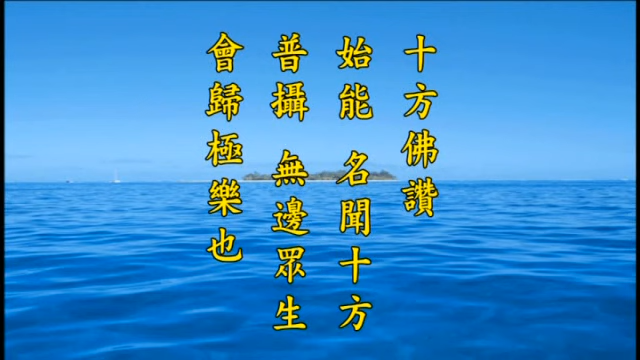 十方佛讚
始能 名聞十方
普攝 無邊眾生
會歸極樂也